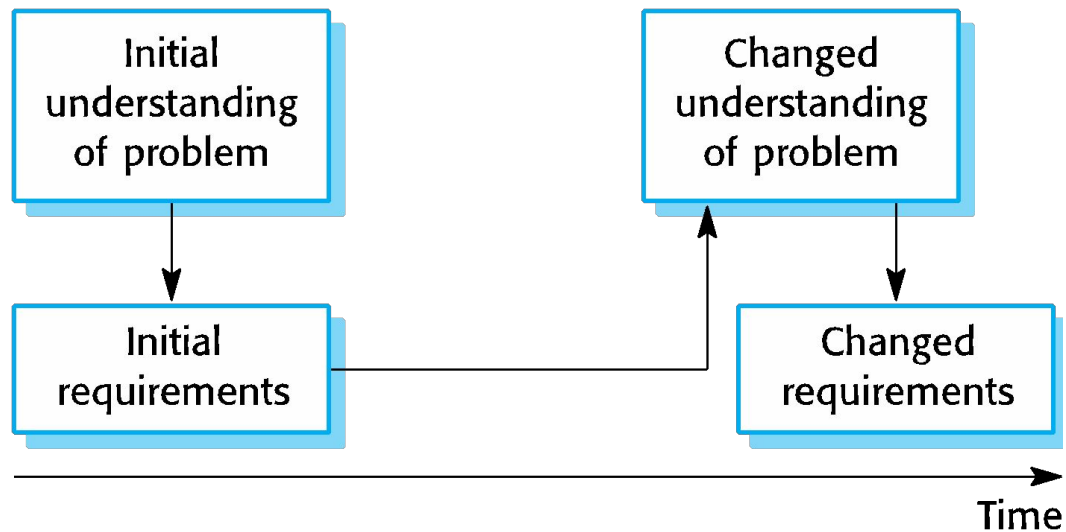 Initial
understanding
of problem
Changed
understanding
of problem
Initial
requirements
Changed
requirements
Time